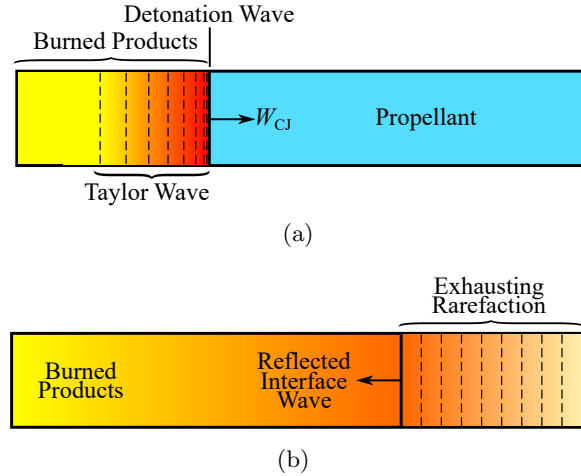 Detonation Wave
Burned Products
W_CJ
Propellant
Taylor Wave
(a)
Exhausting
Rarefaction
Burned
Products
Reflected
Interface
Wave
(b)